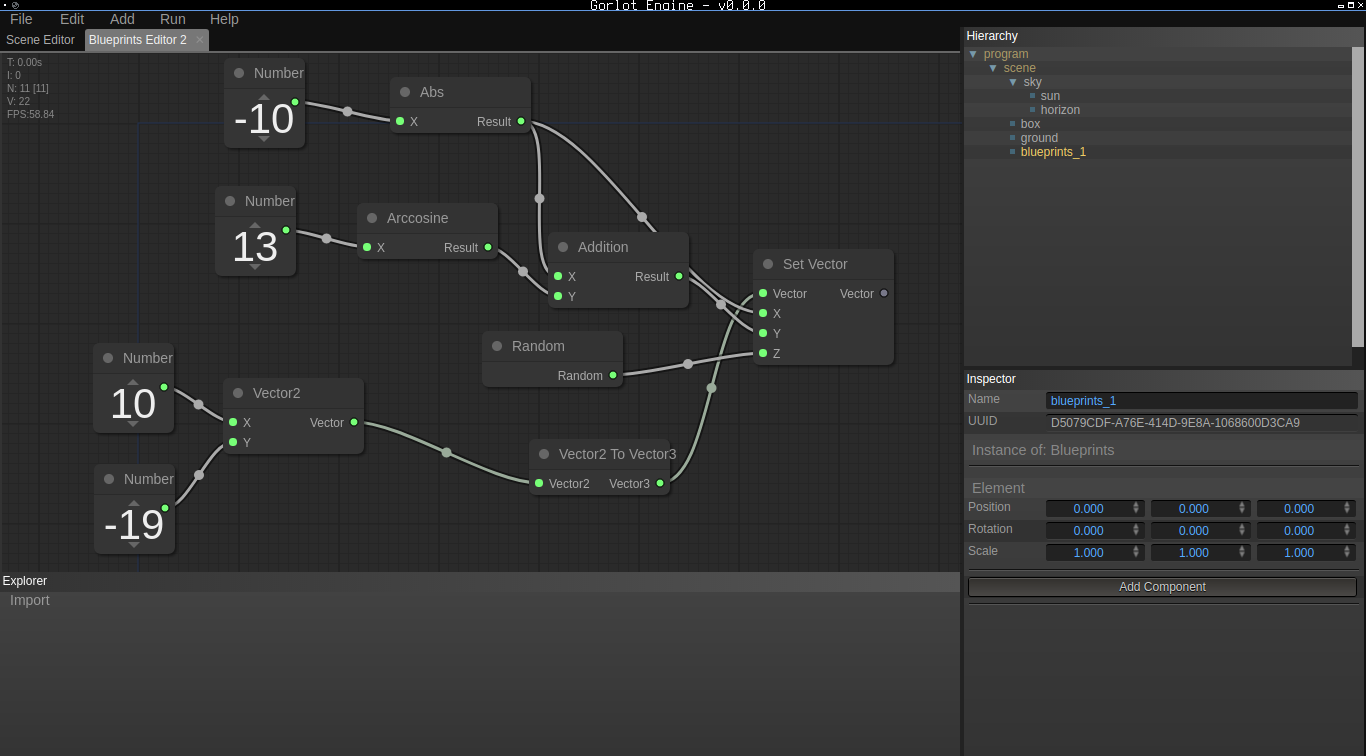 Gorlot Engine - v0.0.0
File Edit Add Run Help
Scene Editor Blueprints Editor 2 ×
T: 0.00s
I: 0
N: 11 [11]
V: 22
FPS:58.84
Number
-10
Abs
X Result
Number
13
Arccosine
X Result
Addition
X Result
Y
Set Vector
Vector Vector
X
Y
Z
Random
Random
Number
10
Vector2
X Vector
Y
Number
-19
Vector2 To Vector3
Vector2 Vector3
Explorer
Import
Hierarchy
program
scene
sky
sun
horizon
box
ground
blueprints_1
Inspector
Name blueprints_1
UUID D5079CDF-A76E-414D-9E8A-1068600D3CA9
Instance of: Blueprints
Element
Position 0.000 0.000 0.000
Rotation 0.000 0.000 0.000
Scale 1.000 1.000 1.000
Add Component